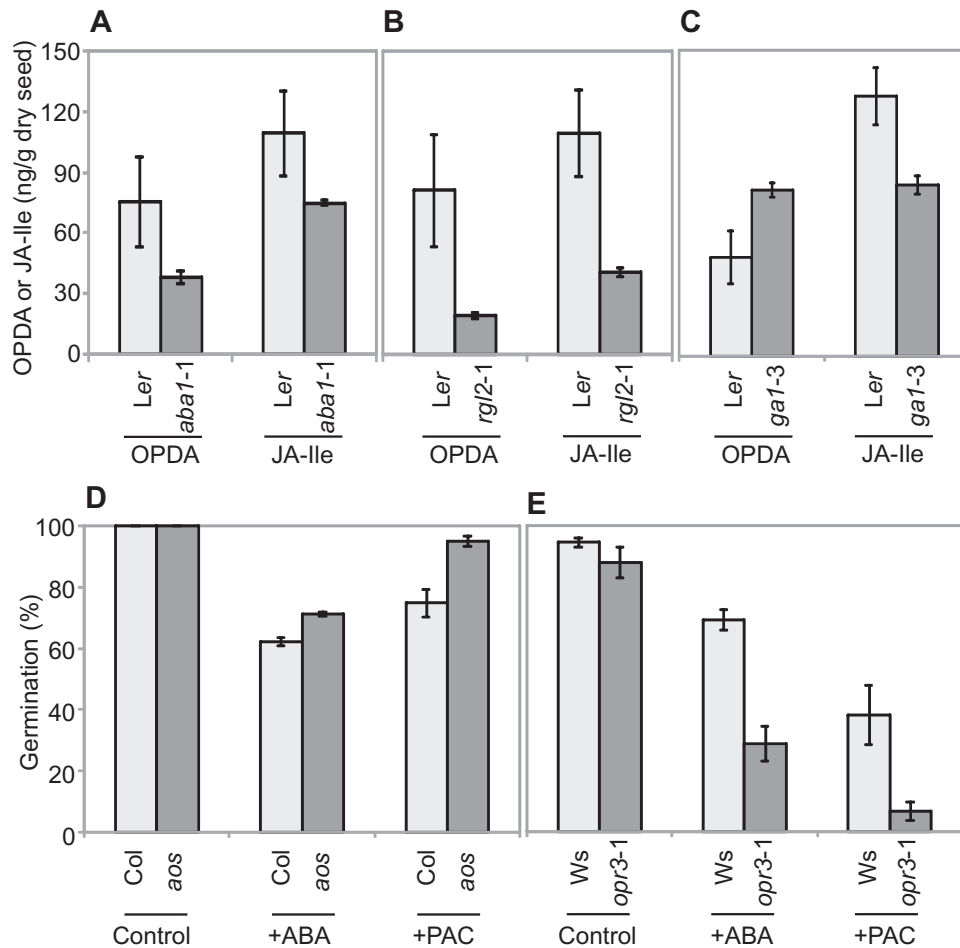 A B C
OPDA or JA-Ile (ng/g dry seed)
150
120
90
60
30
0
Ler aba1-1 Ler aba1-1 Ler rgl2-1 Ler rgl2-1 Ler ga1-3 Ler ga1-3
OPDA JA-Ile OPDA JA-Ile OPDA JA-Ile
D E
Germination (%)
100
80
60
40
20
0
Col aos Col aos Col aos Ws opr3-1 Ws opr3-1 Ws opr3-1
Control +ABA +PAC Control +ABA +PAC